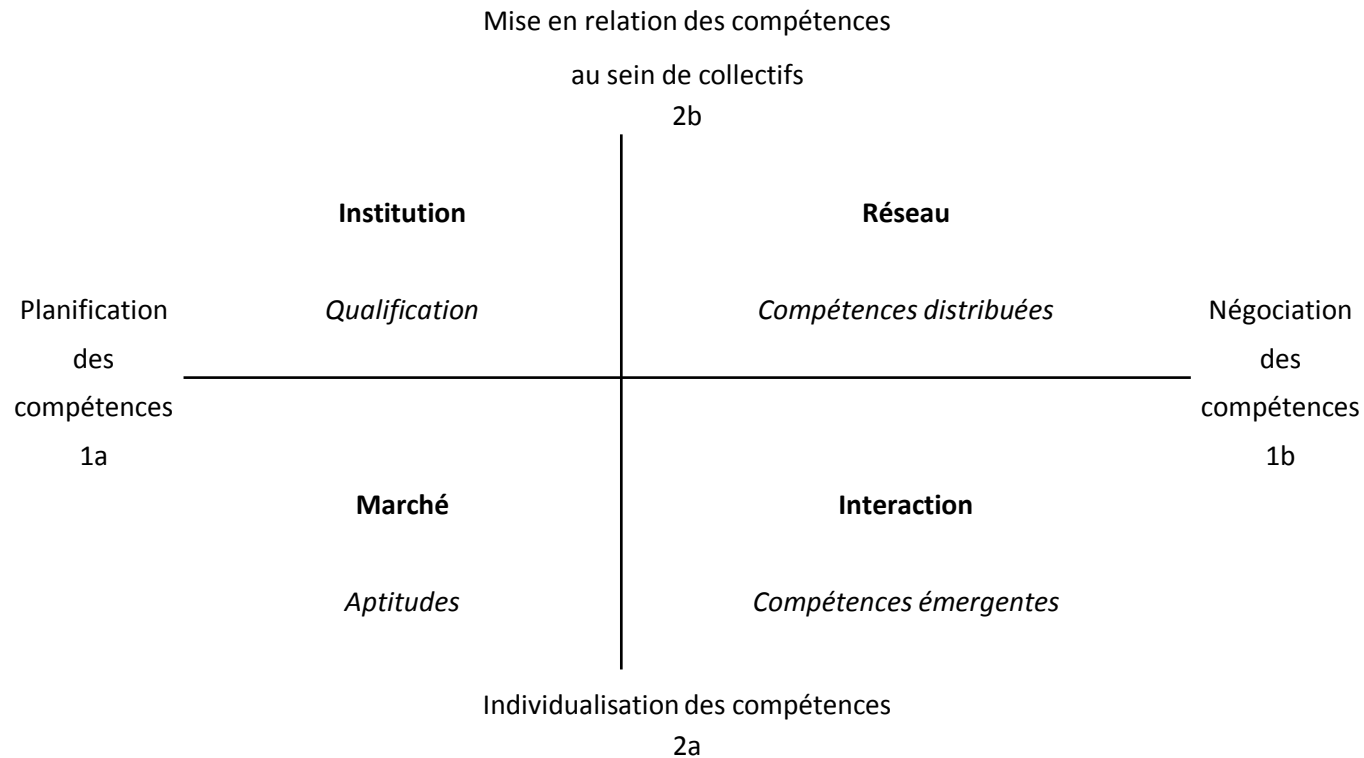 Mise en relation des compétences
au sein de collectifs
2b
Institution
Réseau
Planification
des
compétences
1a
Qualification
Compétences distribuées
Négociation
des
compétences
1b
Marché
Interaction
Aptitudes
Compétences émergentes
Individualisation des compétences
2a